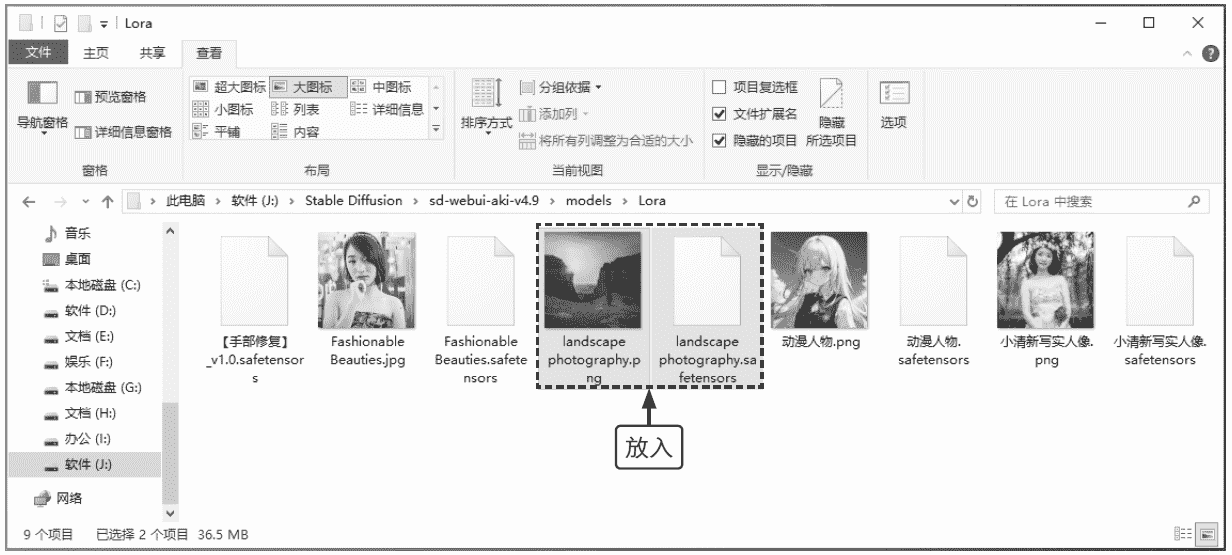 Lora
文件 主页 共享 查看
导航窗格
预览窗格
详细信息窗格
窗格
超大图标 大图标 中图标
小图标 列表 详细信息
平铺 内容
布局
排序方式
分组依据
添加列
将所有列调整为合适的大小
当前视图
项目复选框
文件扩展名
隐藏的项目
隐藏
所选项目
显示/隐藏
选项
此电脑 软件 (J:) Stable Diffusion sd-webui-aki-v4.9 models Lora
在 Lora 中搜索
音乐
桌面
本地磁盘 (C:)
软件 (D:)
文档 (E:)
娱乐 (F:)
本地磁盘 (G:)
文档 (H:)
办公 (I:)
软件 (J:)
网络
【手部修复】
_v1.0.safetensor
s
Fashionable
Beauties.jpg
Fashionable
Beauties.safete
nsors
landscape
photography.p
ng
landscape
photography.sa
fetensors
动漫人物.png
动漫人物.
safetensors
小清新写实人像.
png
小清新写实人像.
safetensors
放入
9 个项目 已选择 2 个项目 36.5 MB